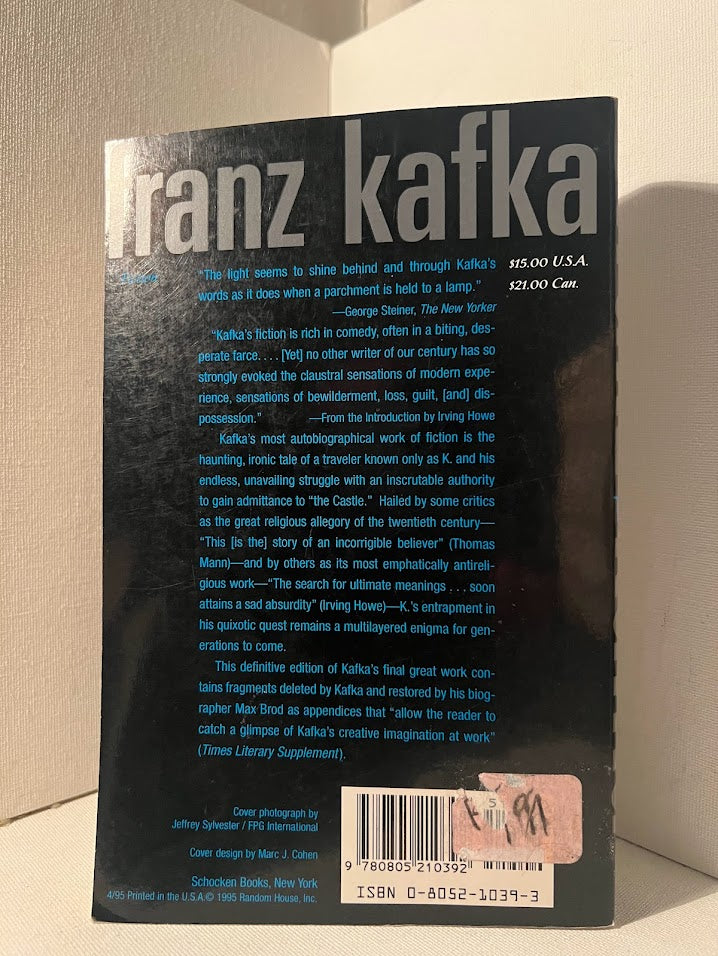 franz kafka
Fiction
$15.00 U.S.A.
$21.00 Can.
“The light seems to shine behind and through Kafka’s
words as it does when a parchment is held to a lamp.”
—George Steiner, The New Yorker
“Kafka’s fiction is rich in comedy, often in a biting, des-
perate farce. . . . [Yet] no other writer of our century has so
strongly evoked the claustral sensations of modern expe-
rience, sensations of bewilderment, loss, guilt, [and] dis-
possession.” —From the Introduction by Irving Howe
Kafka’s most autobiographical work of fiction is the
haunting, ironic tale of a traveler known only as K. and his
endless, unavailing struggle with an inscrutable authority
to gain admittance to “the Castle.” Hailed by some critics
as the great religious allegory of the twentieth century—
“This [is the] story of an incorrigible believer” (Thomas
Mann)—and by others as its most emphatically antireli-
gious work—“The search for ultimate meanings . . . soon
attains a sad absurdity” (Irving Howe)—K.’s entrapment in
his quixotic quest remains a multilayered enigma for gen-
erations to come.
This definitive edition of Kafka’s final great work con-
tains fragments deleted by Kafka and restored by his biog-
rapher Max Brod as appendices that “allow the reader to
catch a glimpse of Kafka’s creative imagination at work”
(Times Literary Supplement).
Cover photograph by
Jeffrey Sylvester / FPG International
Cover design by Marc J. Cohen
Schocken Books, New York
4/95 Printed in the U.S.A.© 1995 Random House, Inc.
5
9 780805 210392
ISBN 0-8052-1039-3